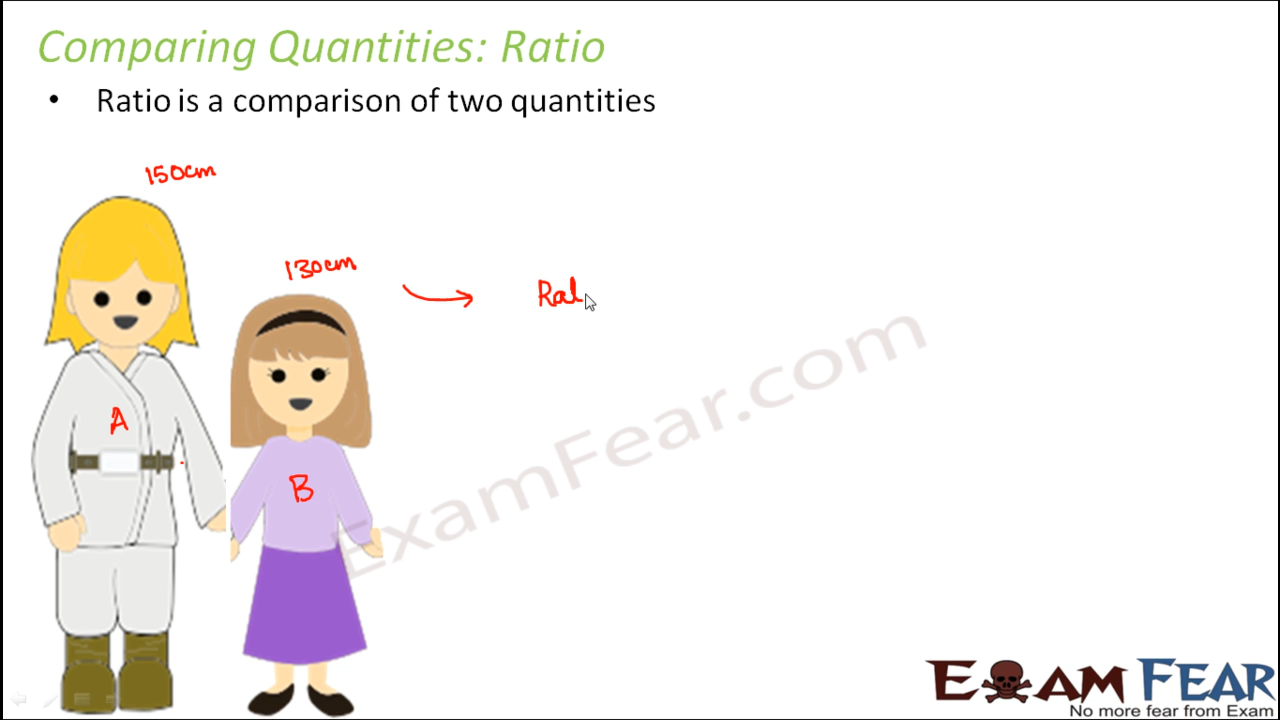 Comparing Quantities: Ratio
• Ratio is a comparison of two quantities
150cm
130cm
Rat
A
B
ExamFear.com
EXAM FEAR
No more fear from Exam